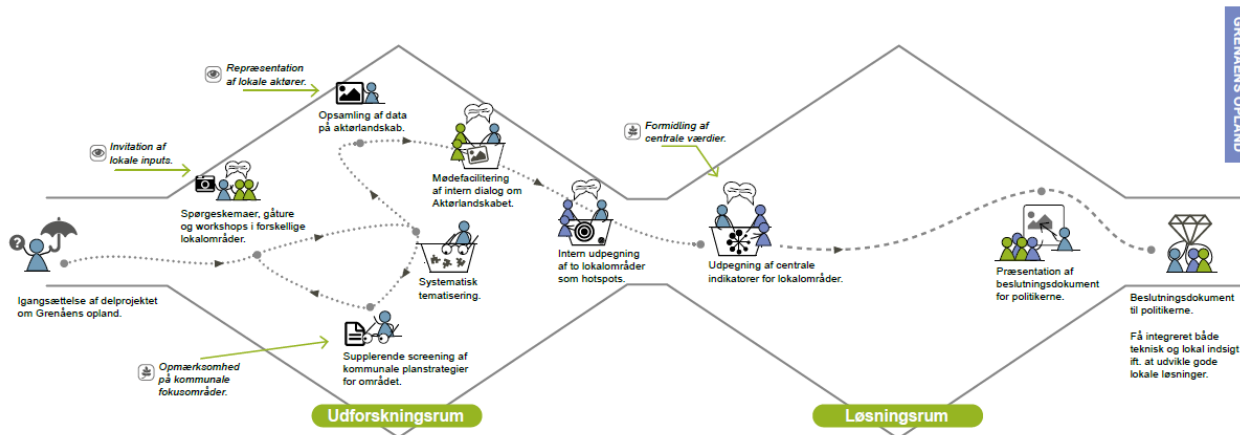 GRENAENS OPLAND
Repræsentation
af lokale aktører.
Opsamling af data
på aktørlandskab.
Formidling af
centrale værdier.
Invitation af
lokale inputs.
Mødefacilitering
af intern dialog om
Aktørlandskabet.
Spørgeskemaer, gåture
og workshops i forskellige
lokalområder.
?
Systematisk
tematisering.
Intern udpegning
af to lokalområder
som hotspots.
Udpegning af centrale
indikatorer for lokalområder.
Præsentation af
beslutningsdokument
for politikerne.
Igangsættelse af delprojektet
om Grenåens opland.
Beslutningsdokument
til politikerne.
Få integreret både
teknisk og lokal indsigt
ift. at udvikle gode
lokale løsninger.
Supplerende screening af
kommunale planstrategier
for området.
Opmærksomhed
på kommunale
fokusområder.
Udforskningsrum
Løsningsrum